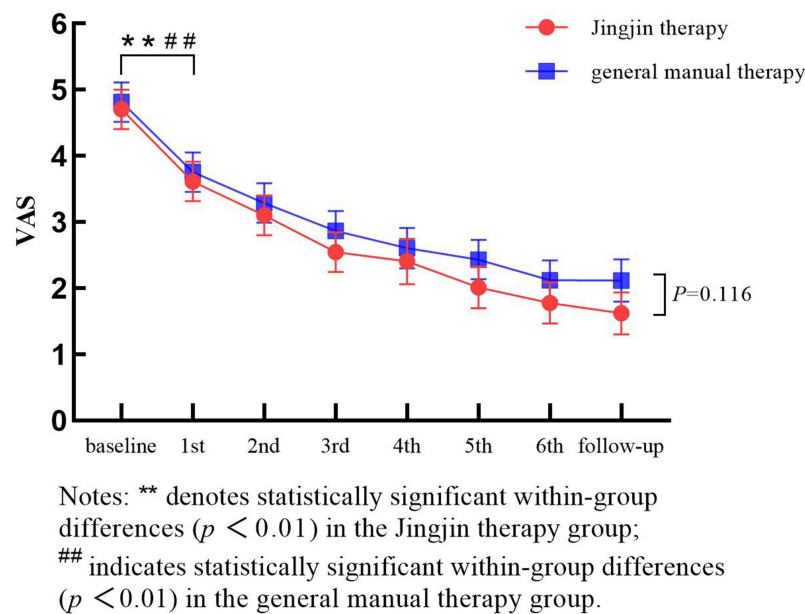 6
** ##
Jingjin therapy
5
general manual therapy
4
VAS
3
2
P=0.116
1
0
baseline 1st 2nd 3rd 4th 5th 6th follow-up
Notes: ** denotes statistically significant within-group
differences (p < 0.01) in the Jingjin therapy group;
## indicates statistically significant within-group differences
(p <0.01) in the general manual therapy group.